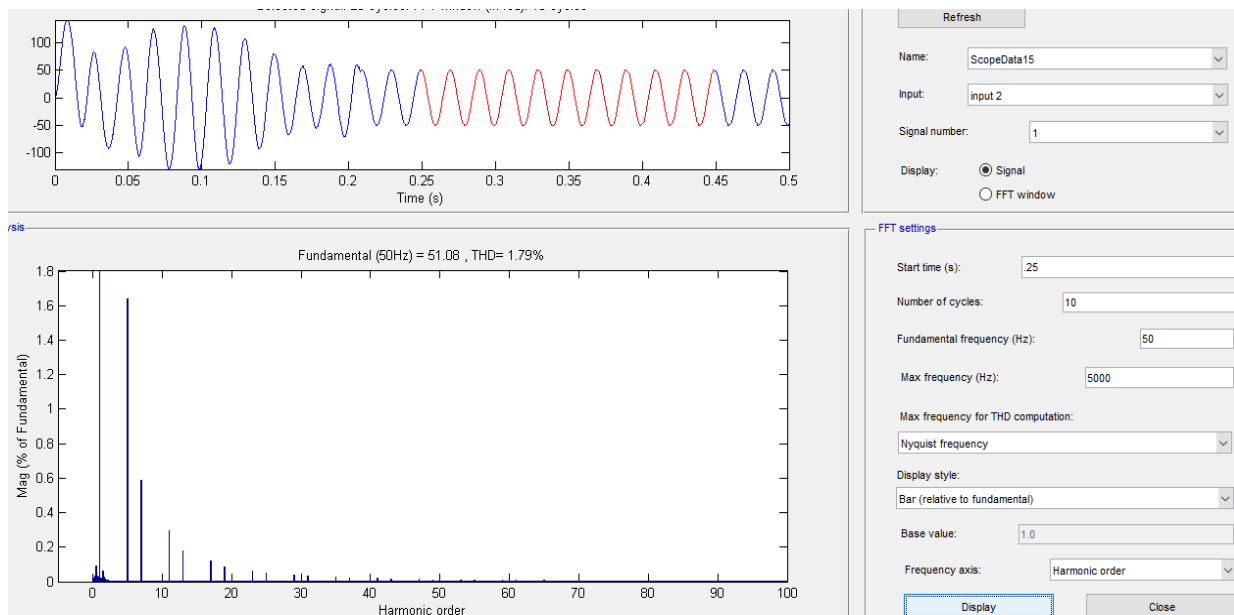 100
50
0
-50
-100
0 0.05 0.1 0.15 0.2 0.25 0.3 0.35 0.4 0.45 0.5
Time (s)
Refresh
Name: ScopeData15
Input: input 2
Signal number: 1
Display: Signal
FFT window
Fundamental (50Hz) = 51.08 , THD= 1.79%
1.8
1.6
1.4
1.2
1
0.8
0.6
0.4
0.2
0
Mag (% of Fundamental)
0 10 20 30 40 50 60 70 80 90 100
Harmonic order
FFT settings
Start time (s): .25
Number of cycles: 10
Fundamental frequency (Hz): 50
Max frequency (Hz): 5000
Max frequency for THD computation:
Nyquist frequency
Display style:
Bar (relative to fundamental)
Base value: 1.0
Frequency axis: Harmonic order
Display Close